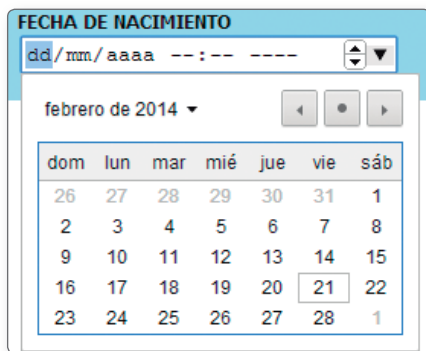 FECHA DE NACIMIENTO
dd/mm/aaaa --:-- ----
febrero de 2014
dom lun mar mié jue vie sáb
26 27 28 29 30 31 1
2 3 4 5 6 7 8
9 10 11 12 13 14 15
16 17 18 19 20 21 22
23 24 25 26 27 28 1